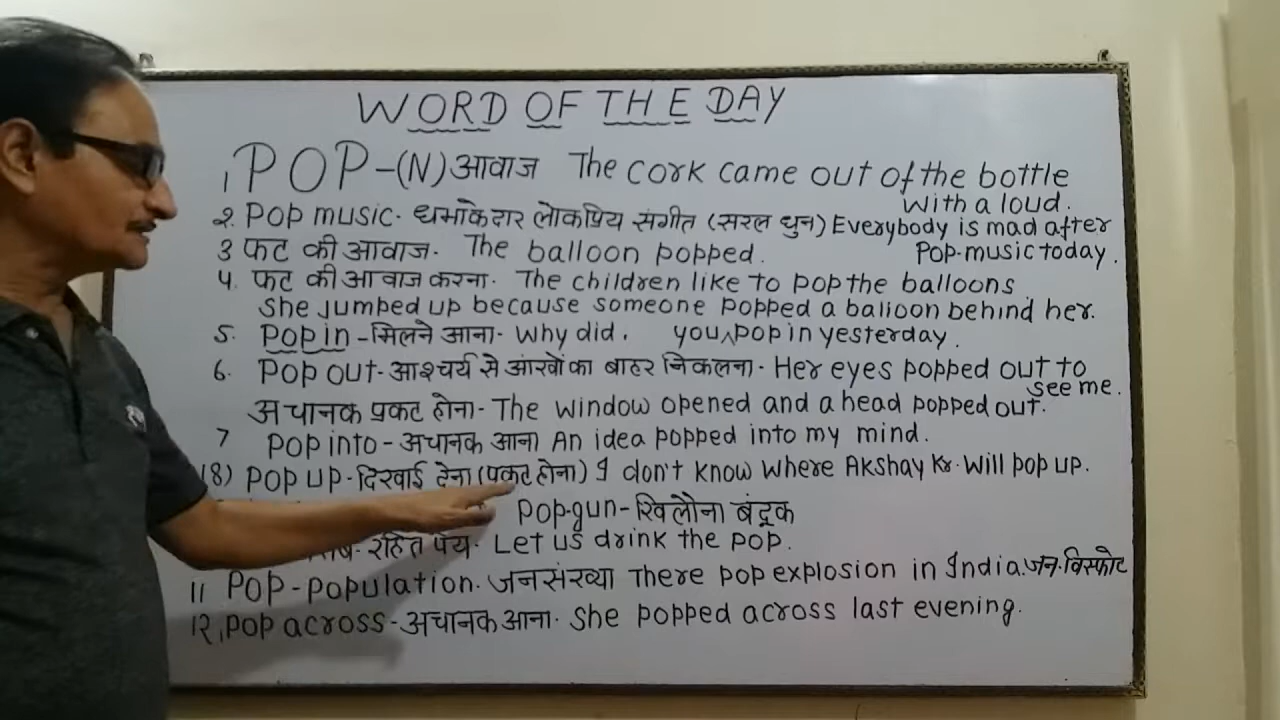 WORD OF THE DAY
1 POP-(N) आवाज The cork came out of the bottle
with a loud.
2. Pop music. धमाकेदार लोकप्रिय संगीत (सरल धुन) Everybody is mad after
Pop-music today.
3 फट की आवाज. The balloon popped.
4. फट की आवाज करना. The children like to pop the balloons
She jumped up because someone popped a balloon behind her.
5. Pop in - मिलने आना. Why did. you ^ pop in yesterday.
6. Pop out - आश्चर्य से आंखों का बाहर निकलना. Her eyes popped out to
see me.
अचानक प्रकट होना - The window opened and a head popped out.
7 Pop into - अचानक आना An idea popped into my mind.
(8) Pop up - दिखाई देना (प्रकट होना) I don't know where Akshay Kr. will pop up.
Pop-gun - खिलौना बंदूक
रहित पेय. Let us drink the pop.
11 Pop - population. जनसंख्या There pop explosion in India. जन.विस्फोट
12, Pop across - अचानक आना. She popped across last evening.